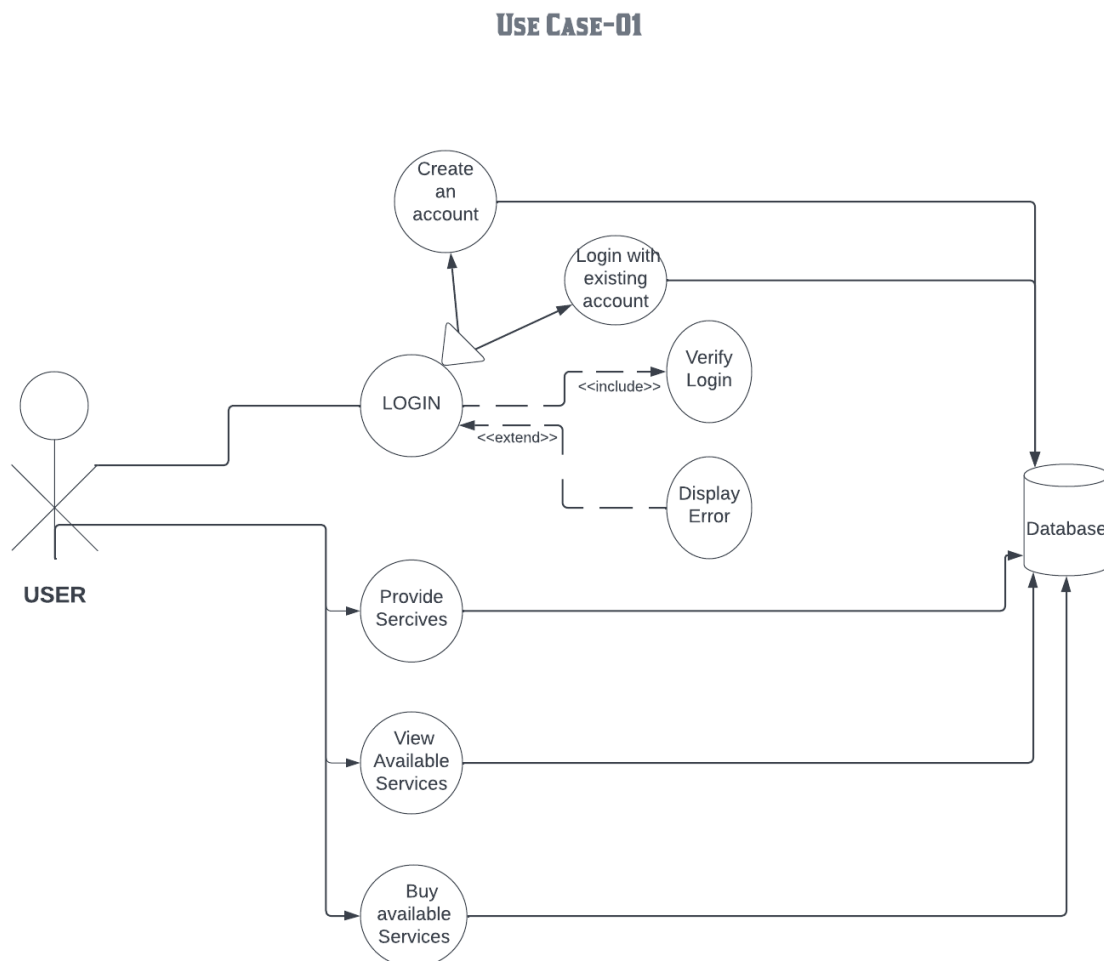 USE CASE-01
Create
an
account
Login with
existing
account
Verify
Login
LOGIN
<<include>>
<<extend>>
Display
Error
Database
USER
Provide
Sercives
View
Available
Services
Buy
available
Services